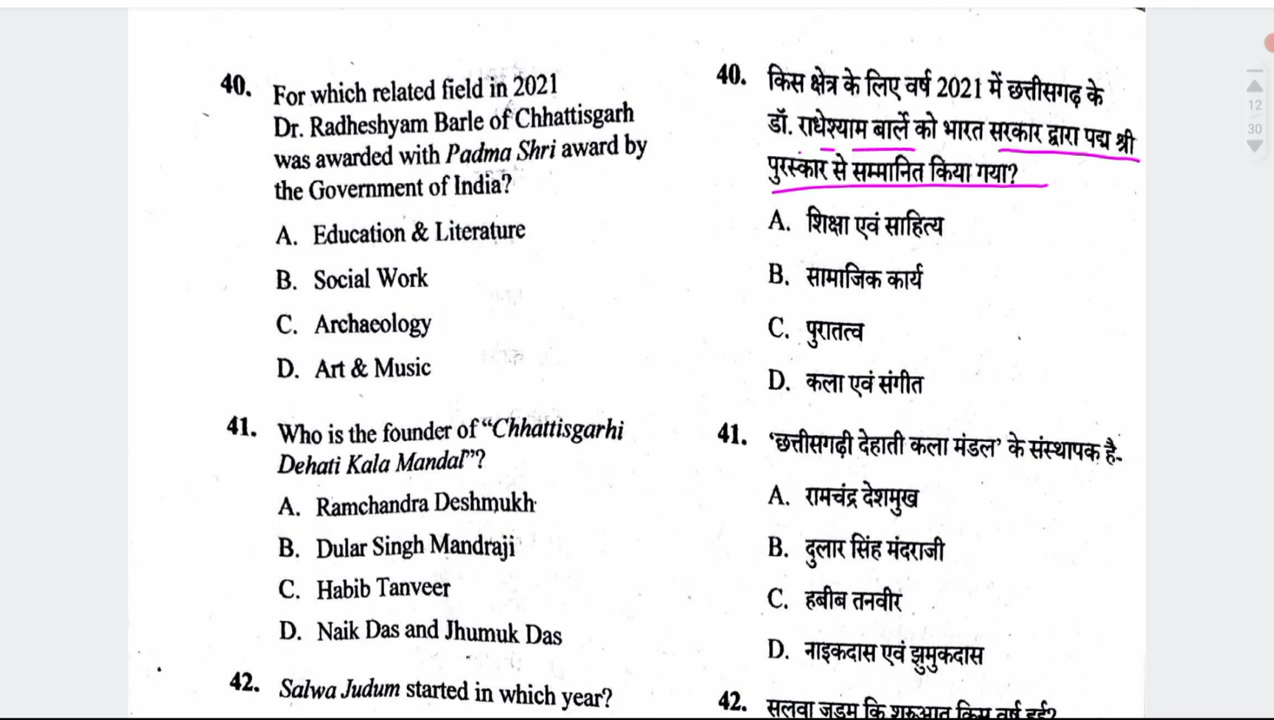 40. For which related field in 2021
Dr. Radheshyam Barle of Chhattisgarh
was awarded with Padma Shri award by
the Government of India?
A. Education & Literature
B. Social Work
C. Archaeology
D. Art & Music
41. Who is the founder of “Chhattisgarhi
Dehati Kala Mandal”?
A. Ramchandra Deshmukh
B. Dular Singh Mandraji
C. Habib Tanveer
D. Naik Das and Jhumuk Das
42. Salwa Judum started in which year?
40. किस क्षेत्र के लिए वर्ष 2021 में छत्तीसगढ़ के
डॉ. राधेश्याम बार्ले को भारत सरकार द्वारा पद्म श्री
पुरस्कार से सम्मानित किया गया?
A. शिक्षा एवं साहित्य
B. सामाजिक कार्य
C. पुरातत्व
D. कला एवं संगीत
41. ‘छत्तीसगढ़ी देहाती कला मंडल’ के संस्थापक है-
A. रामचंद्र देशमुख
B. दुलार सिंह मंदराजी
C. हबीब तनवीर
D. नाइकदास एवं झुमुकदास
42. सलवा जुडूम कि शुरुआत किस वर्ष हुई?
12
30